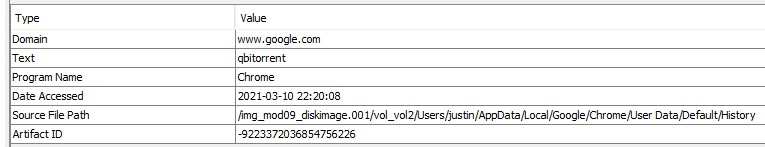 Type Value
Domain www.google.com
Text qbitorrent
Program Name Chrome
Date Accessed 2021-03-10 22:20:08
Source File Path /img_mod09_diskimage.001/vol_vol2/Users/justin/AppData/Local/Google/Chrome/User Data/Default/History
Artifact ID -9223372036854756226